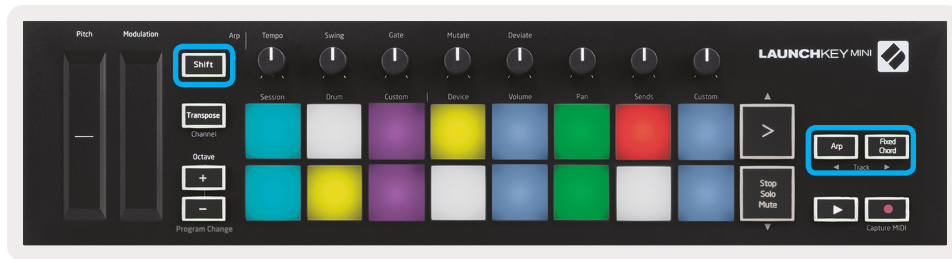 Pitch
Modulation
Arp
Tempo
Swing
Gate
Mutate
Deviate
LAUNCHKEY MINI
Shift
Session
Drum
Custom
Device
Volume
Pan
Sends
Custom
▲
Transpose
Channel
>
Arp
Fixed
Chord
◄ Track ►
Octave
+
−
Program Change
Stop
Solo
Mute
▼
Capture MIDI